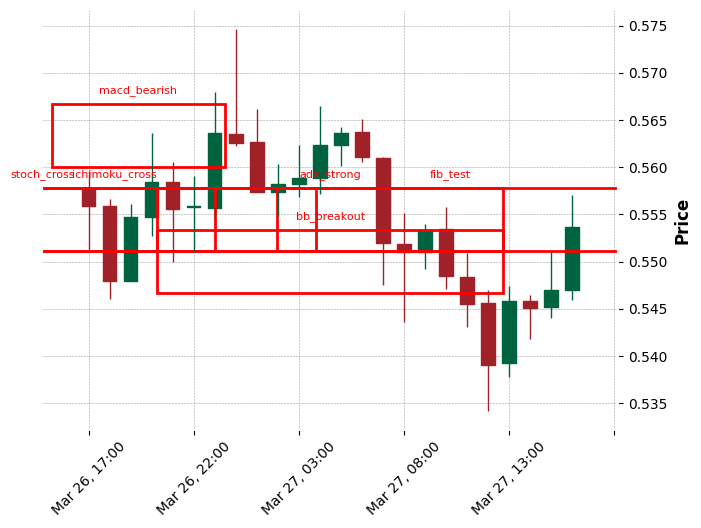 0.575
0.570
macd_bearish
0.565
0.560
stoch_cross
ichimoku_cross
adx_strong
fib_test
0.555
bb_breakout
Price
0.550
0.545
0.540
0.535
Mar 26, 17:00
Mar 26, 22:00
Mar 27, 03:00
Mar 27, 08:00
Mar 27, 13:00